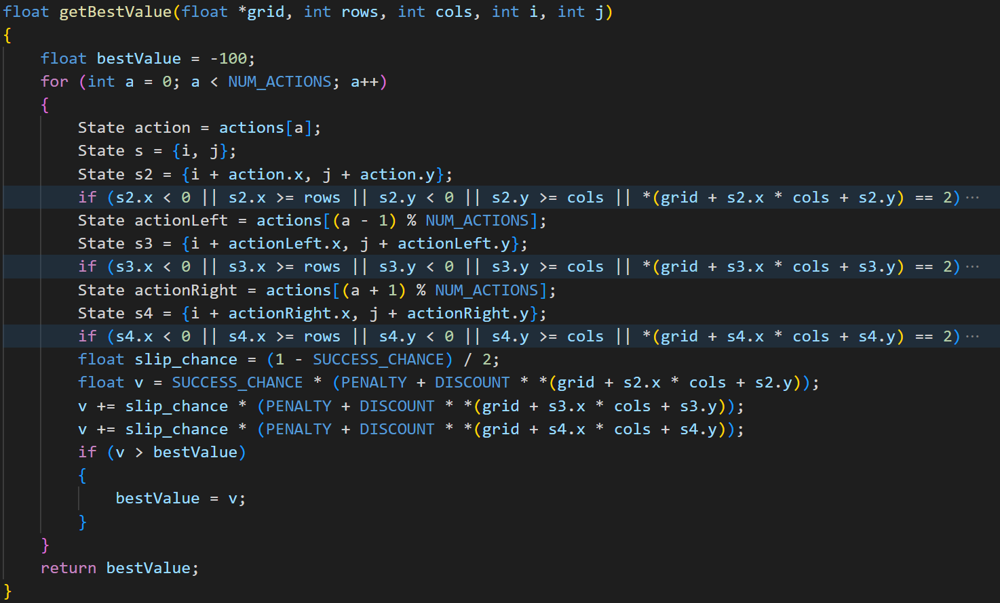 float getBestValue(float *grid, int rows, int cols, int i, int j)
{
    float bestValue = -100;
    for (int a = 0; a < NUM_ACTIONS; a++)
    {
        State action = actions[a];
        State s = {i, j};
        State s2 = {i + action.x, j + action.y};
        if (s2.x < 0 || s2.x >= rows || s2.y < 0 || s2.y >= cols || *(grid + s2.x * cols + s2.y) == 2)···
        State actionLeft = actions[(a - 1) % NUM_ACTIONS];
        State s3 = {i + actionLeft.x, j + actionLeft.y};
        if (s3.x < 0 || s3.x >= rows || s3.y < 0 || s3.y >= cols || *(grid + s3.x * cols + s3.y) == 2)···
        State actionRight = actions[(a + 1) % NUM_ACTIONS];
        State s4 = {i + actionRight.x, j + actionRight.y};
        if (s4.x < 0 || s4.x >= rows || s4.y < 0 || s4.y >= cols || *(grid + s4.x * cols + s4.y) == 2)···
        float slip_chance = (1 - SUCCESS_CHANCE) / 2;
        float v = SUCCESS_CHANCE * (PENALTY + DISCOUNT * *(grid + s2.x * cols + s2.y));
        v += slip_chance * (PENALTY + DISCOUNT * *(grid + s3.x * cols + s3.y));
        v += slip_chance * (PENALTY + DISCOUNT * *(grid + s4.x * cols + s4.y));
        if (v > bestValue)
        {
            bestValue = v;
        }
    }
    return bestValue;
}